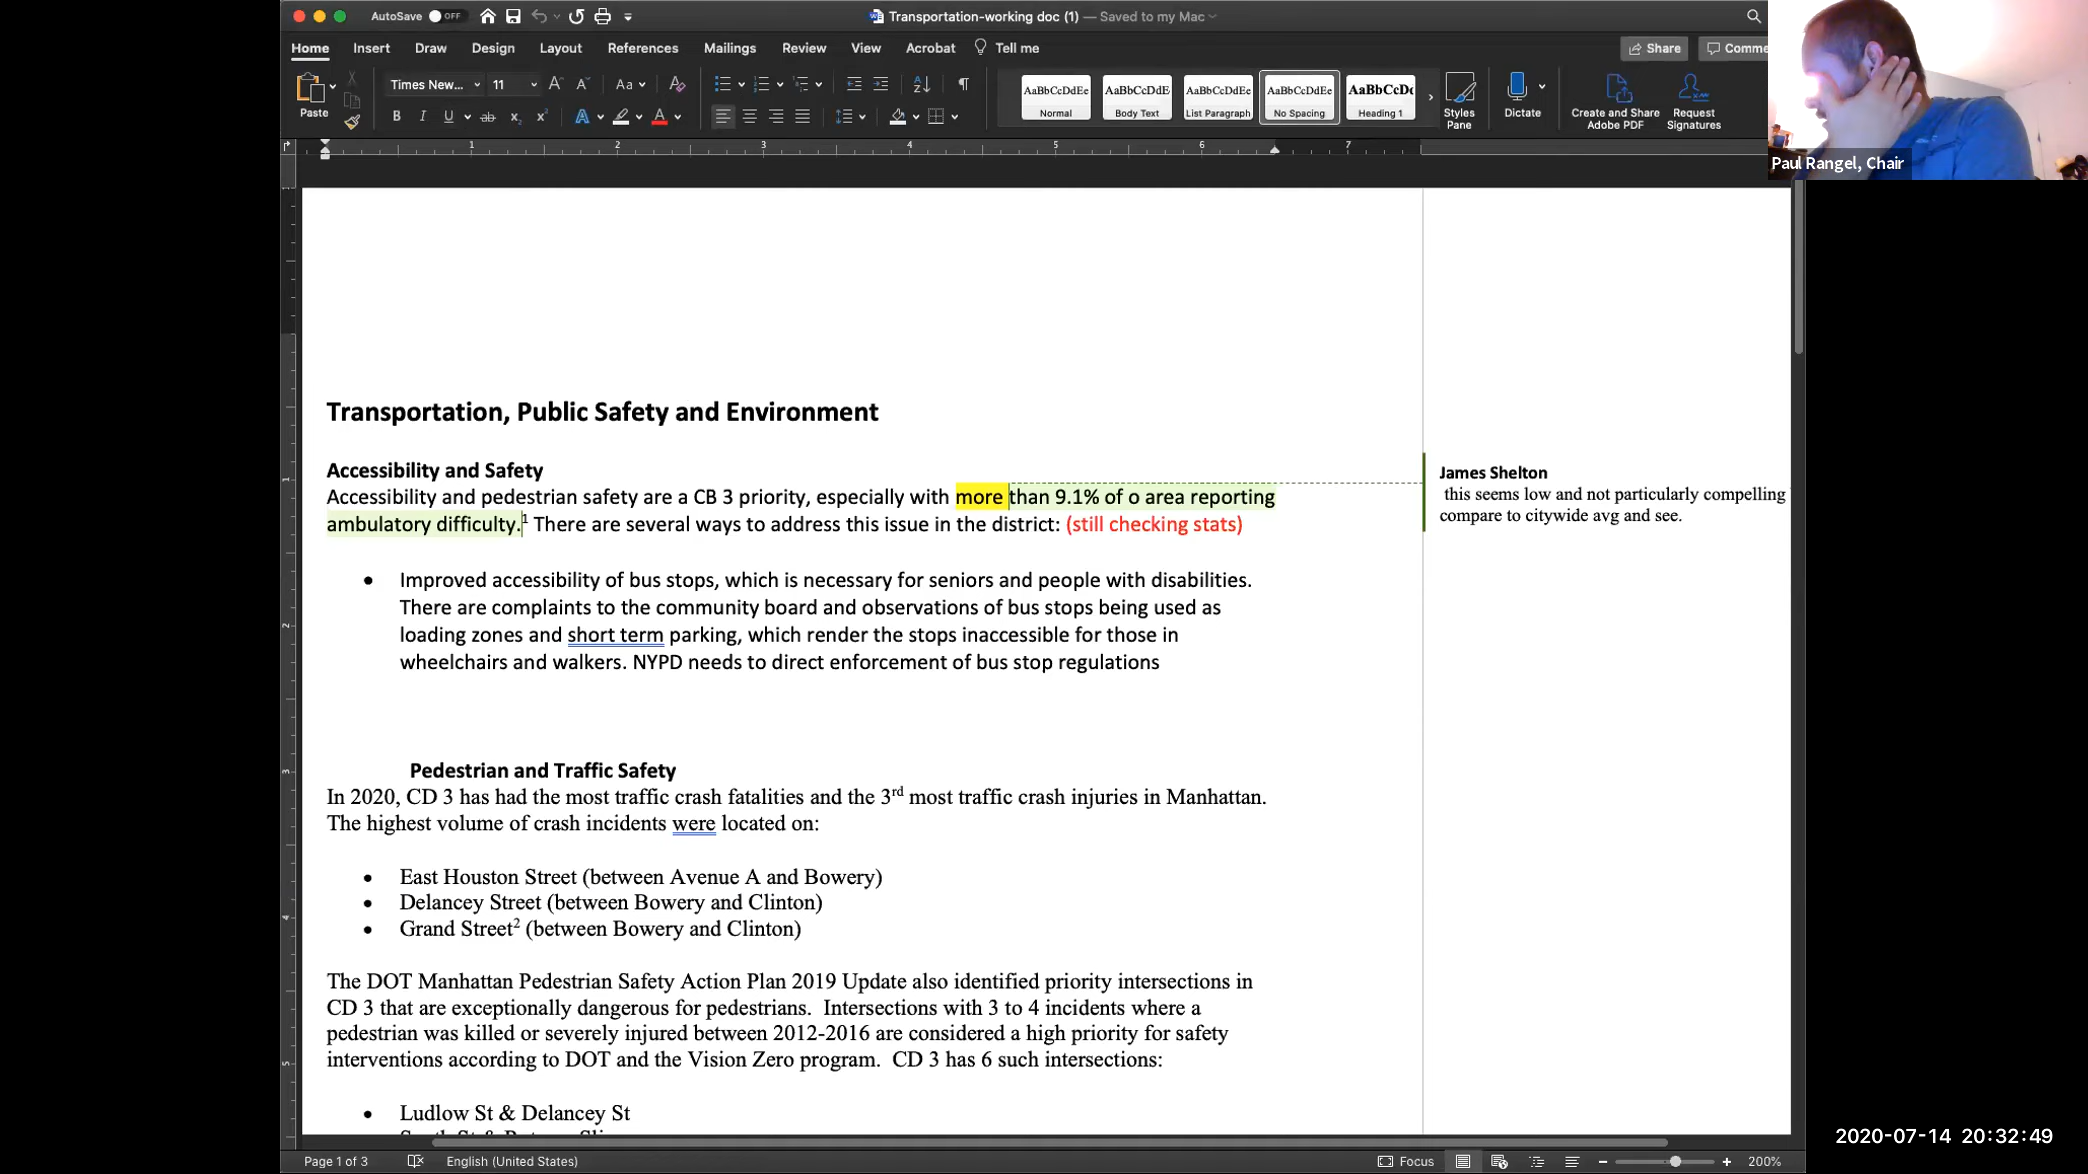 AutoSave OFF
Transportation-working doc (1) — Saved to my Mac
Home Insert Draw Design Layout References Mailings Review View Acrobat Tell me
Share
Paste
Times New... 11
AaBbCcDdEe Normal
AaBbCcDdE Body Text
AaBbCcDdEe List Paragraph
AaBbCcDdEe No Spacing
AaBbCcDc Heading 1
Styles Pane
Dictate
Create and Share Adobe PDF
Request Signatures
Paul Rangel, Chair
1 2 3 4 5 6 7
Transportation, Public Safety and Environment
Accessibility and Safety
Accessibility and pedestrian safety are a CB 3 priority, especially with more than 9.1% of o area reporting
ambulatory difficulty.1 There are several ways to address this issue in the district: (still checking stats)
James Shelton
this seems low and not particularly compelling
compare to citywide avg and see.
• Improved accessibility of bus stops, which is necessary for seniors and people with disabilities.
There are complaints to the community board and observations of bus stops being used as
loading zones and short term parking, which render the stops inaccessible for those in
wheelchairs and walkers. NYPD needs to direct enforcement of bus stop regulations
Pedestrian and Traffic Safety
In 2020, CD 3 has had the most traffic crash fatalities and the 3rd most traffic crash injuries in Manhattan.
The highest volume of crash incidents were located on:
• East Houston Street (between Avenue A and Bowery)
• Delancey Street (between Bowery and Clinton)
• Grand Street2 (between Bowery and Clinton)
The DOT Manhattan Pedestrian Safety Action Plan 2019 Update also identified priority intersections in
CD 3 that are exceptionally dangerous for pedestrians.  Intersections with 3 to 4 incidents where a
pedestrian was killed or severely injured between 2012-2016 are considered a high priority for safety
interventions according to DOT and the Vision Zero program.  CD 3 has 6 such intersections:
• Ludlow St & Delancey St
Page 1 of 3
English (United States)
Focus
200%
2020-07-14 20:32:49